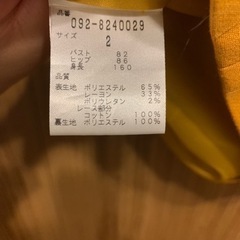 品番
092-8240029
サイズ
2
バスト 82
ヒップ 86
身長 160
品質
表生地 ポリエステル 65%
レーヨン 33%
ポリウレタン 2%
レース部分
コットン 100%
裏生地 ポリエステル 100%